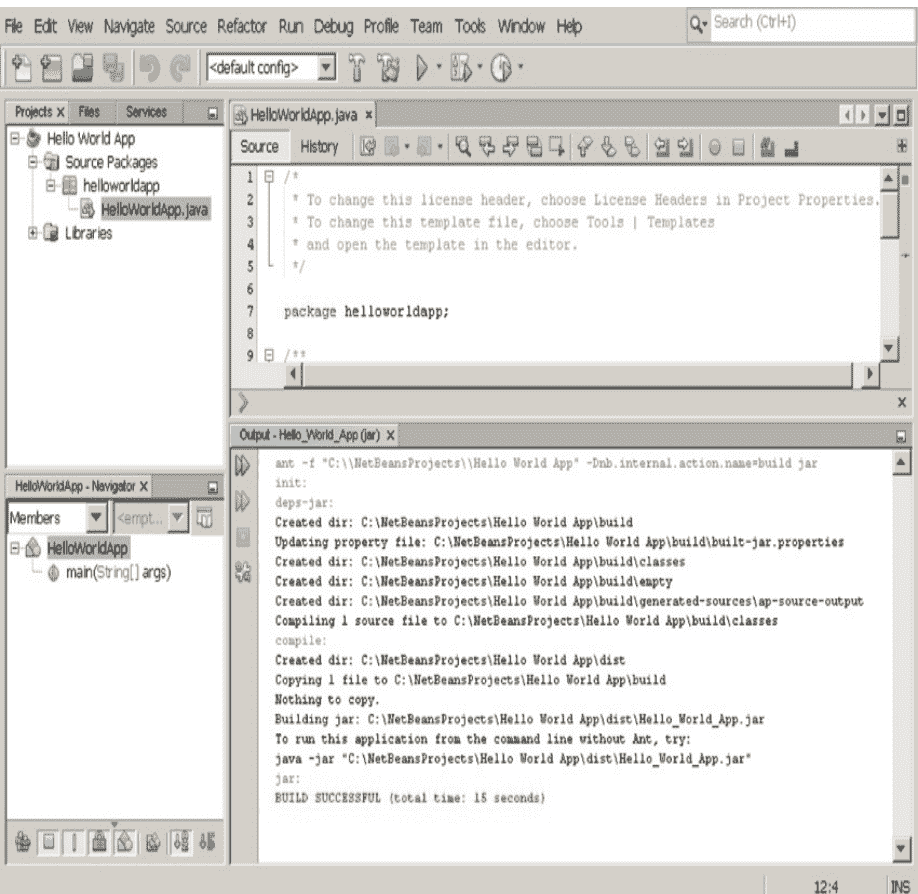 File Edit View Navigate Source Refactor Run Debug Profile Team Tools Window Help
Search (Ctrl+I)
<default config>
Projects X Files Services
Hello World App
Source Packages
helloworldapp
HelloWorldApp.java
Libraries
HelloWorldApp.java ×
Source History
1 /*
2 * To change this license header, choose License Headers in Project Properties.
3 * To change this template file, choose Tools | Templates
4 * and open the template in the editor.
5 */
6
7 package helloworldapp;
8
9 /**
HelloWorldApp - Navigator X
Members
<empt...
HelloWorldApp
main(String[] args)
Output - Hello_World_App (jar) X
ant -f "C:\\NetBeansProjects\\Hello World App" -Dnb.internal.action.name=build jar
init:
deps-jar:
Created dir: C:\NetBeansProjects\Hello World App\build
Updating property file: C:\NetBeansProjects\Hello World App\build\built-jar.properties
Created dir: C:\NetBeansProjects\Hello World App\build\classes
Created dir: C:\NetBeansProjects\Hello World App\build\empty
Created dir: C:\NetBeansProjects\Hello World App\build\generated-sources\ap-source-output
Compiling 1 source file to C:\NetBeansProjects\Hello World App\build\classes
compile:
Created dir: C:\NetBeansProjects\Hello World App\dist
Copying 1 file to C:\NetBeansProjects\Hello World App\build
Nothing to copy.
Building jar: C:\NetBeansProjects\Hello World App\dist\Hello_World_App.jar
To run this application from the command line without Ant, try:
java -jar "C:\NetBeansProjects\Hello World App\dist\Hello_World_App.jar"
jar:
BUILD SUCCESSFUL (total time: 15 seconds)
12:4 INS